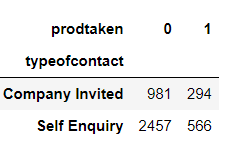 prodtaken 0 1
typeofcontact
Company Invited 981 294
Self Enquiry 2457 566